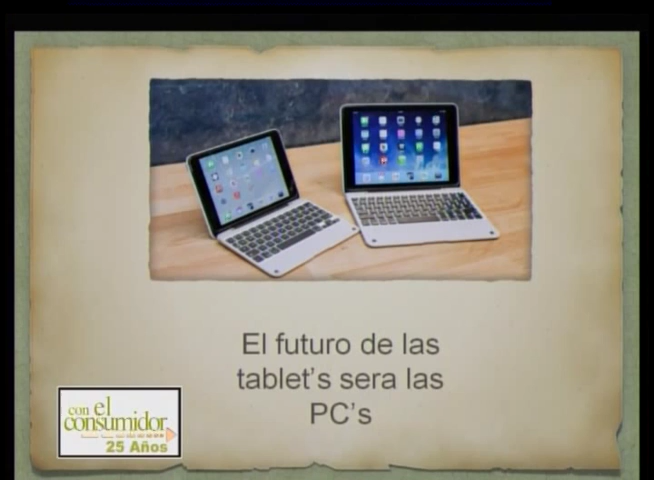 El futuro de las
tablet's sera las
PC's
con el
consumidor
25 Años